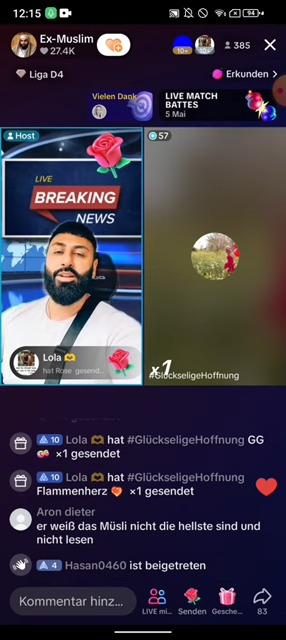 12:15
94
Ex-Muslim
27.4K
10+
385
Liga D4
Erkunden
Vielen Dank
LIVE MATCH
BATTES
5 Mai
Host
57
LIVE
BREAKING
NEWS
Lola
hat Rose gesend...
x1
#GlückseligeHoffnung
10 Lola 🫶 hat #GlückseligeHoffnung GG
×1 gesendet
10 Lola 🫶 hat #GlückseligeHoffnung
Flammenherz ❤️‍🔥 ×1 gesendet
Aron dieter
er weiß das Müsli nicht die hellste sind und
nicht lesen
4 Hasan0460 ist beigetreten
Kommentar hinz...
LIVE mi...
Senden
Gesche...
83